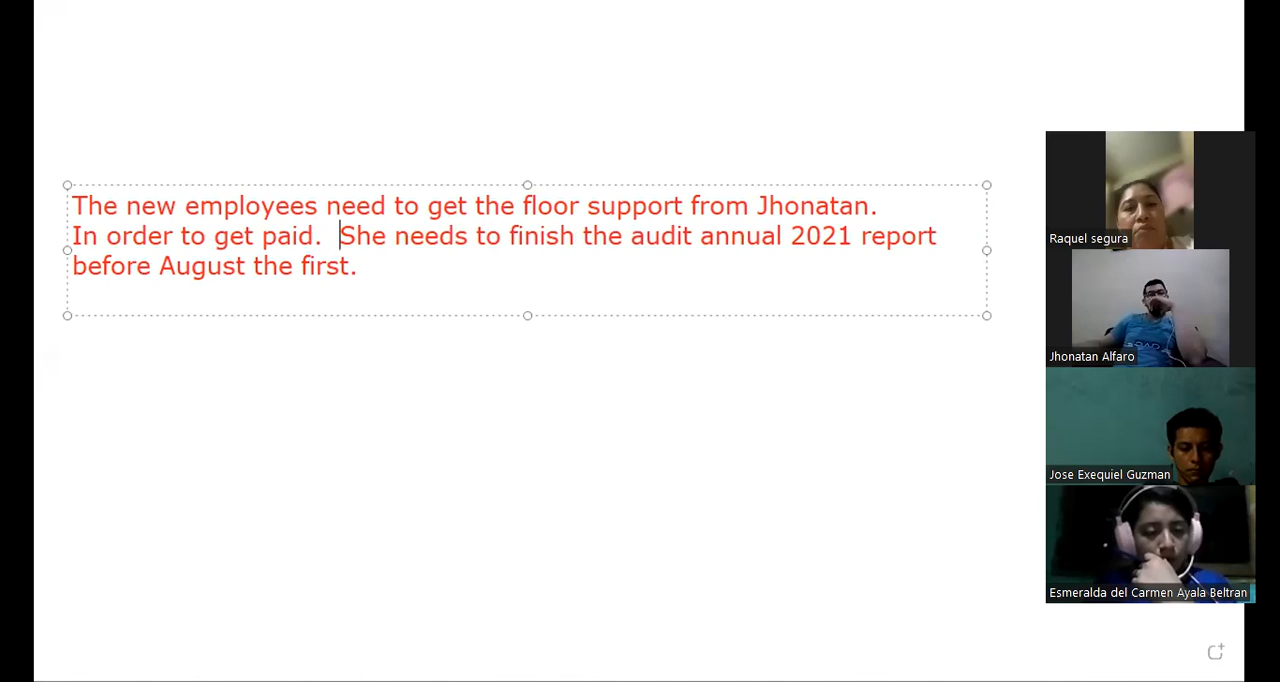 The new employees need to get the floor support from Jhonatan.
In order to get paid.  She needs to finish the audit annual 2021 report
before August the first.
Raquel segura
Jhonatan Alfaro
Jose Exequiel Guzman
Esmeralda del Carmen Ayala Beltran